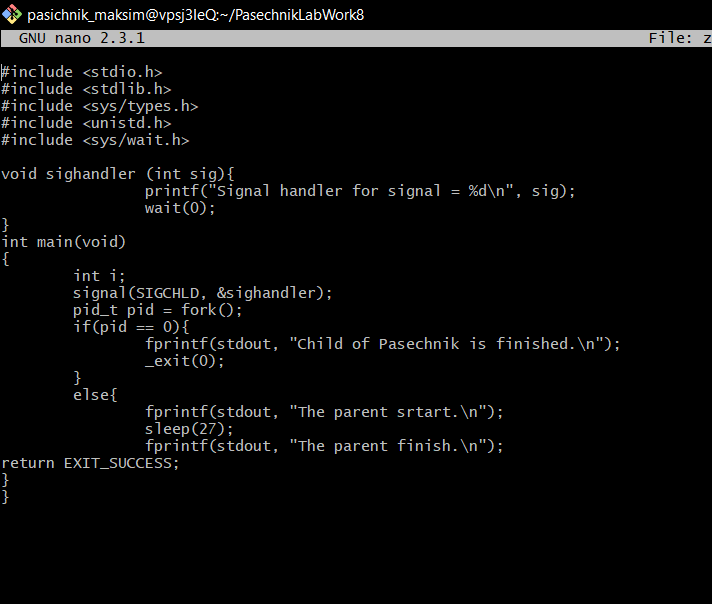 pasichnik_maksim@vpsj3IeQ:~/PasechnikLabWork8
GNU nano 2.3.1 File: z
#include <stdio.h>
#include <stdlib.h>
#include <sys/types.h>
#include <unistd.h>
#include <sys/wait.h>
void sighandler (int sig){
printf("Signal handler for signal = %d\n", sig);
wait(0);
}
int main(void)
{
int i;
signal(SIGCHLD, &sighandler);
pid_t pid = fork();
if(pid == 0){
fprintf(stdout, "Child of Pasechnik is finished.\n");
_exit(0);
}
else{
fprintf(stdout, "The parent srtart.\n");
sleep(27);
fprintf(stdout, "The parent finish.\n");
return EXIT_SUCCESS;
}
}